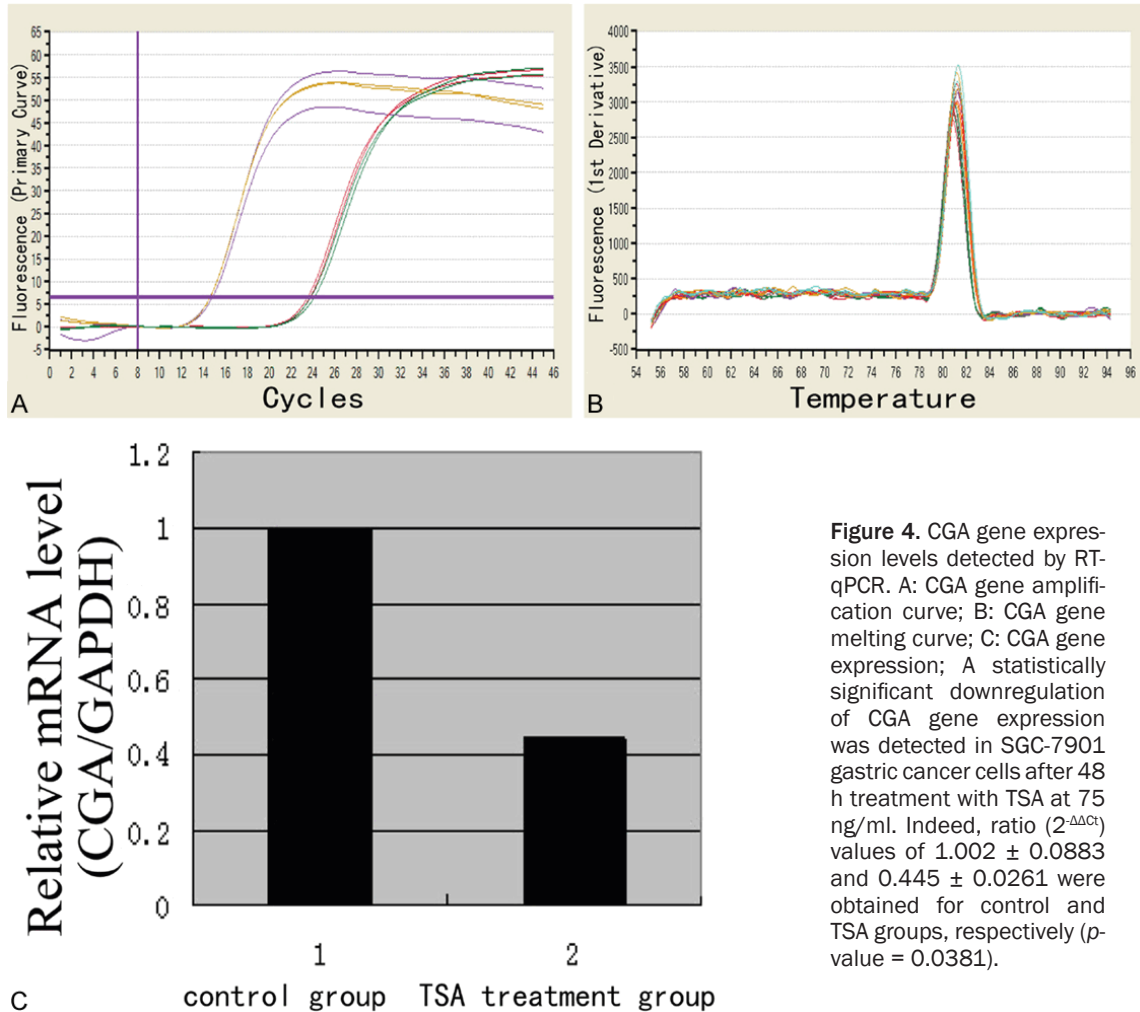 Fluorescence (Primary Curve)
65
60
55
50
45
40
35
30
25
20
15
10
5
0
-5
0 2 4 6 8 10 12 14 16 18 20 22 24 26 28 30 32 34 36 38 40 42 44 46
Cycles
A
Fluorescence (1st Derivative)
4000
3500
3000
2500
2000
1500
1000
500
0
-500
54 56 58 60 62 64 66 68 70 72 74 76 78 80 82 84 86 88 90 92 94 96
Temperature
B
Relative mRNA level
(CGA/GAPDH)
1.2
1
0.8
0.6
0.4
0.2
0
1 2
control group TSA treatment group
C
Figure 4. CGA gene expres-
sion levels detected by RT-
qPCR. A: CGA gene amplifi-
cation curve; B: CGA gene
melting curve; C: CGA gene
expression; A statistically
significant downregulation
of CGA gene expression
was detected in SGC-7901
gastric cancer cells after 48
h treatment with TSA at 75
ng/ml. Indeed, ratio (2-ΔΔCt)
values of 1.002 ± 0.0883
and 0.445 ± 0.0261 were
obtained for control and
TSA groups, respectively (p-
value = 0.0381).